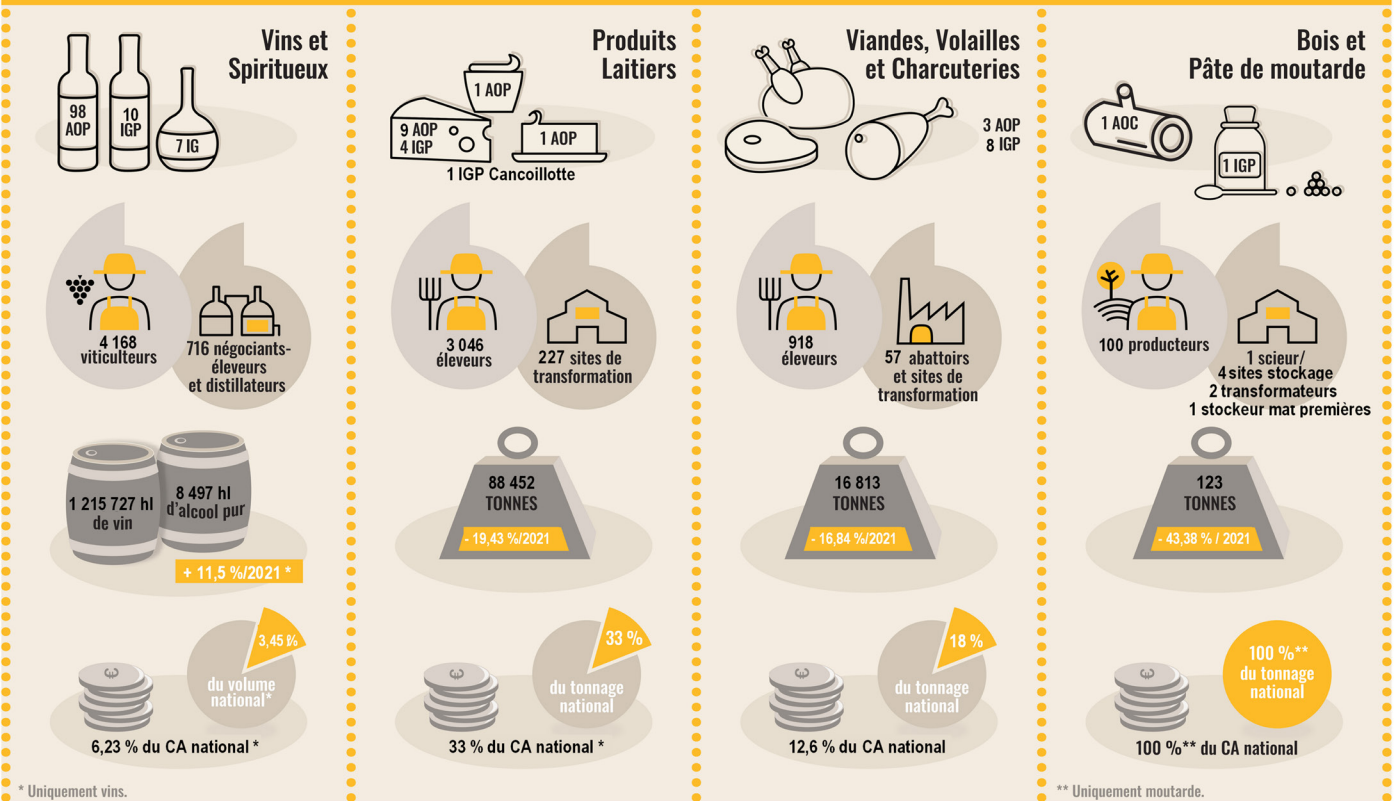 Vins et
Spiritueux
98
AOP
10
IGP
7 IG
4 168
viticulteurs
716 négociants-
éleveurs
et distillateurs
1 215 727 hl
de vin
8 497 hl
d'alcool pur
+ 11,5 %/2021 *
3,45 %
du volume
national*
6,23 % du CA national *
* Uniquement vins.
Produits
Laitiers
1 AOP
9 AOP
4 IGP
1 AOP
1 IGP Cancoillotte
3 046
éleveurs
227 sites de
transformation
88 452
TONNES
- 19,43 %/2021
33 %
du tonnage
national
33 % du CA national *
Viandes, Volailles
et Charcuteries
3 AOP
8 IGP
918
éleveurs
57 abattoirs
et sites de
transformation
16 813
TONNES
- 16,84 %/2021
18 %
du tonnage
national
12,6 % du CA national
Bois et
Pâte de moutarde
1 AOC
1 IGP
100 producteurs
1 scieur/
4 sites stockage
2 transformateurs
1 stockeur mat premières
123
TONNES
- 43,38 % / 2021
100 %**
du tonnage
national
100 %** du CA national
** Uniquement moutarde.